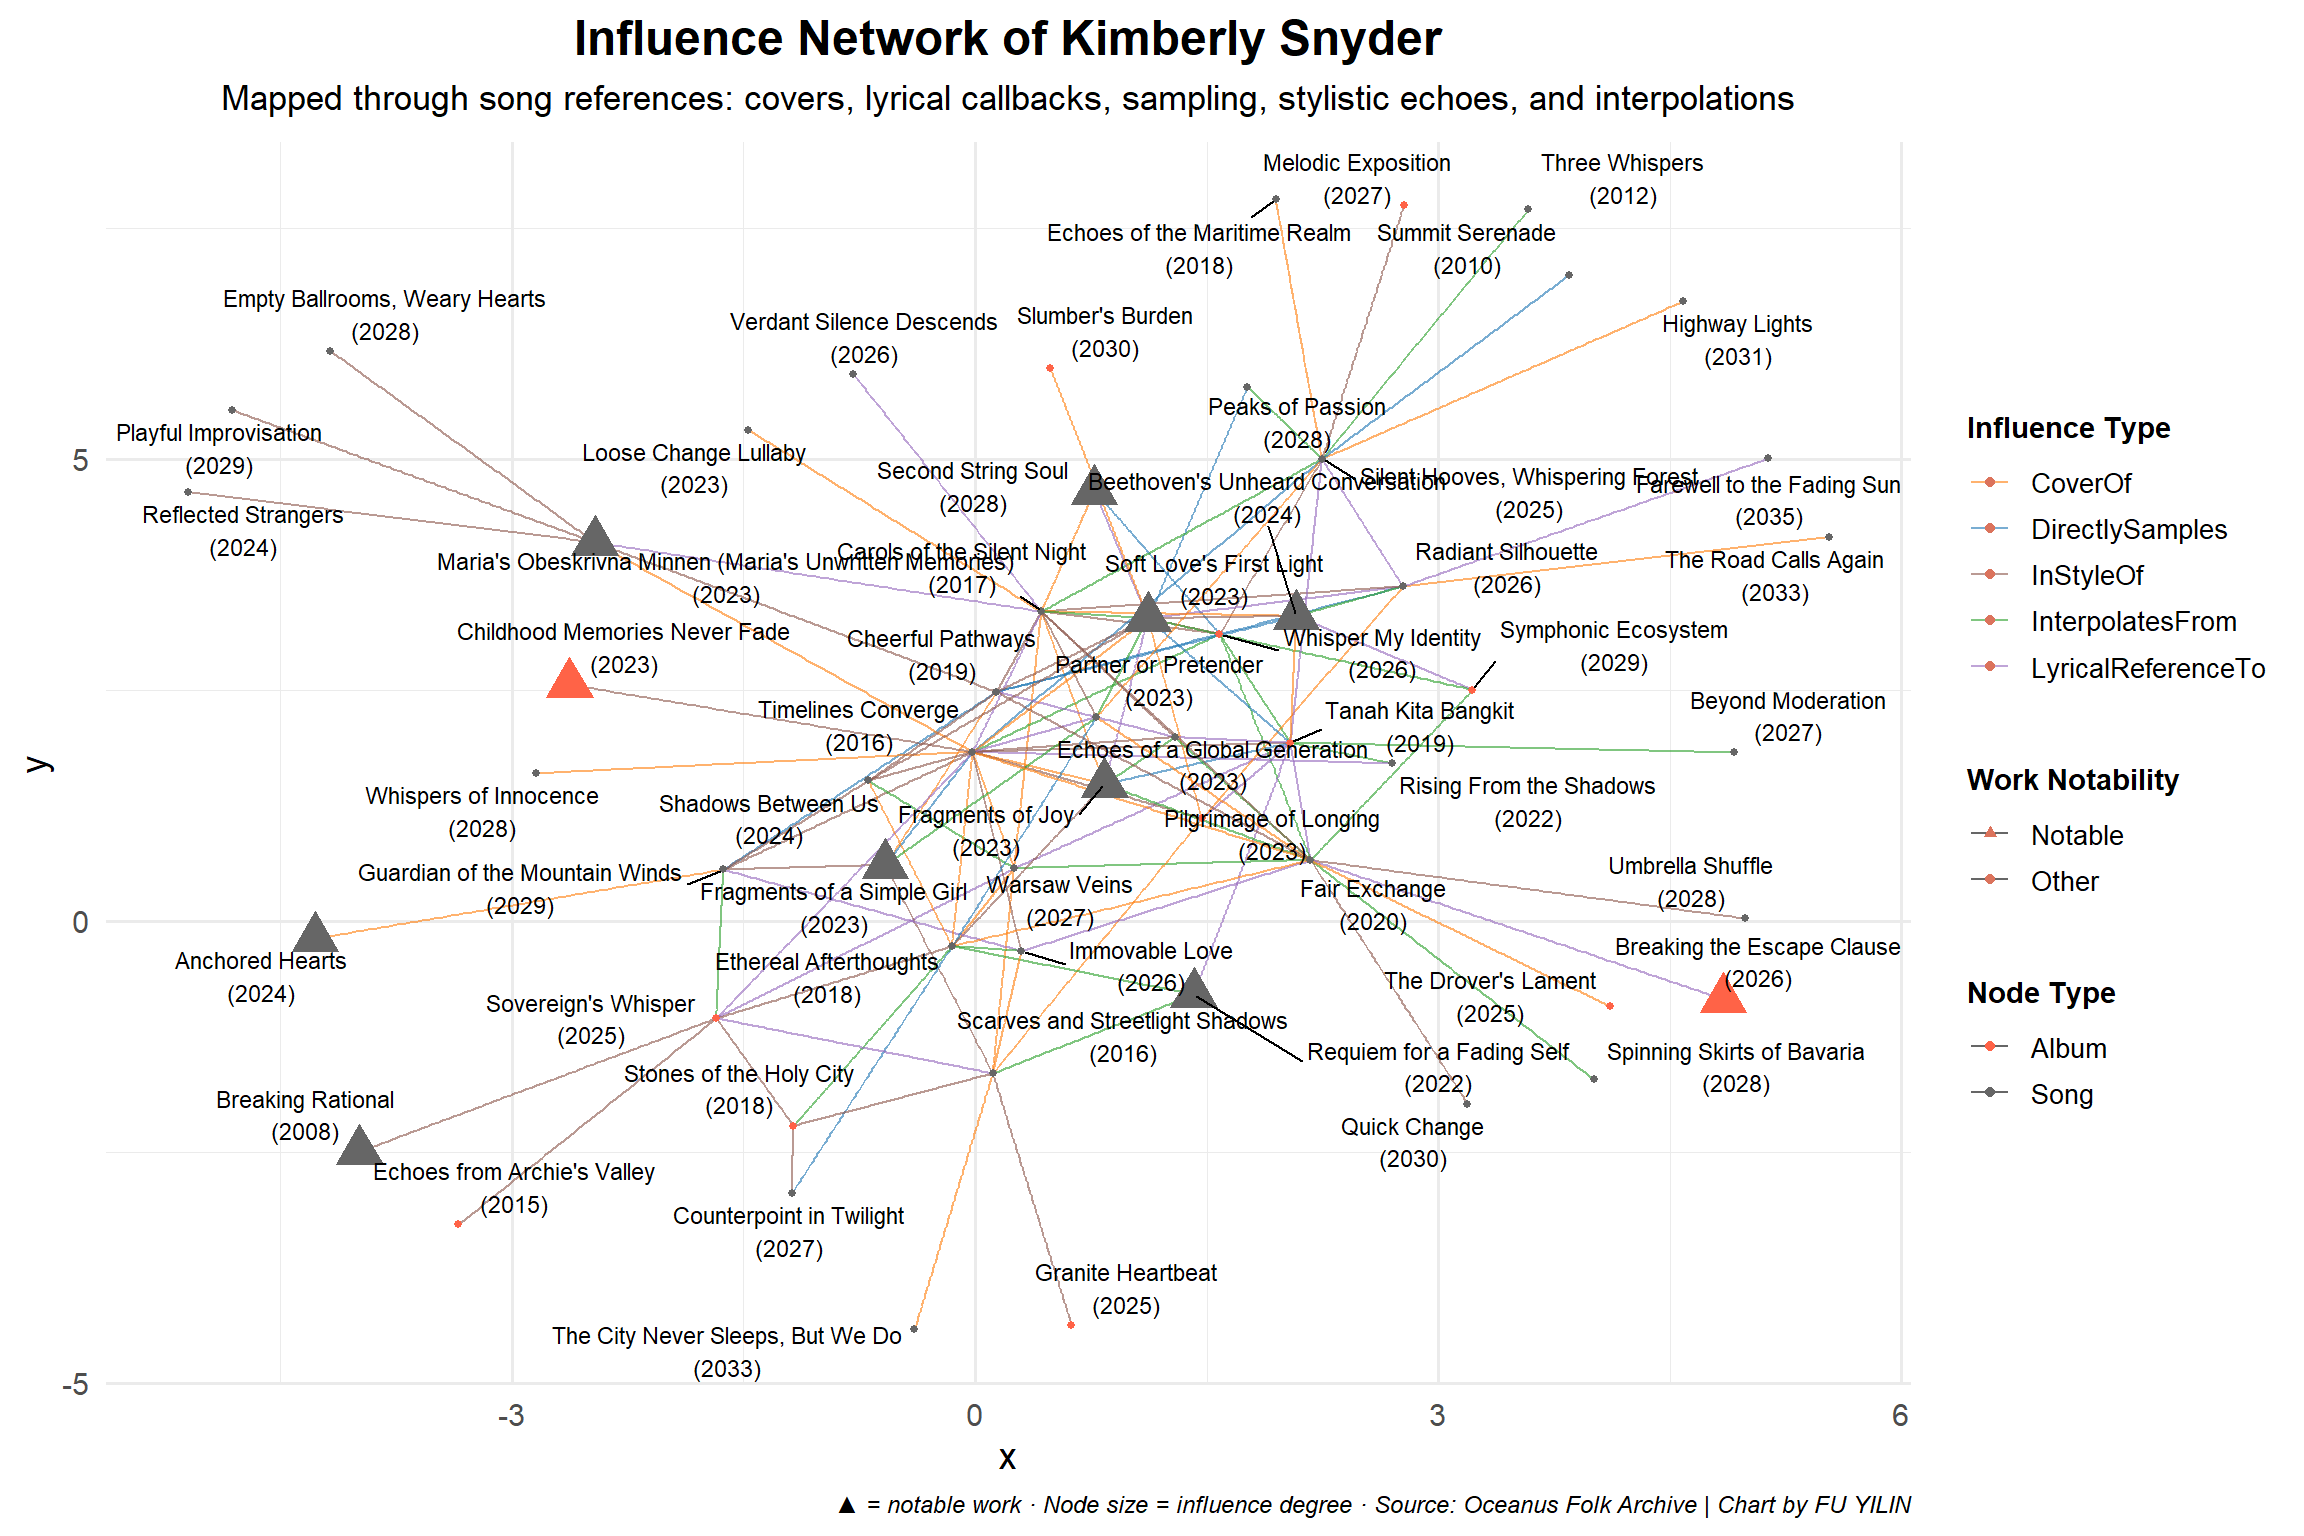 Influence Network of Kimberly Snyder
Mapped through song references: covers, lyrical callbacks, sampling, stylistic echoes, and interpolations
Melodic Exposition
(2027)
Three Whispers
(2012)
Echoes of the Maritime Realm
(2018)
Summit Serenade
(2010)
Empty Ballrooms, Weary Hearts
(2028)
Verdant Silence Descends
(2026)
Slumber's Burden
(2030)
Highway Lights
(2031)
Playful Improvisation
(2029)
Loose Change Lullaby
(2023)
Peaks of Passion
(2028)
Second String Soul
(2028)
Beethoven's Unheard Conversation
(2024)
Silent Hooves, Whispering Forest
(2025)
Farewell to the Fading Sun
(2035)
Reflected Strangers
(2024)
Maria's Obeskrivna Minnen (Maria's Unwritten Memories)
(2023)
Carols of the Silent Night
(2017)
Soft Love's First Light
(2023)
Radiant Silhouette
(2026)
The Road Calls Again
(2033)
Childhood Memories Never Fade
(2023)
Cheerful Pathways
(2019)
Whisper My Identity
(2026)
Symphonic Ecosystem
(2029)
Partner or Pretender
(2023)
Timelines Converge
(2016)
Tanah Kita Bangkit
(2019)
Beyond Moderation
(2027)
Echoes of a Global Generation
(2023)
Whispers of Innocence
(2028)
Shadows Between Us
(2024)
Fragments of Joy
(2023)
Pilgrimage of Longing
(2023)
Rising From the Shadows
(2022)
Guardian of the Mountain Winds
(2029)
Fragments of a Simple Girl
(2023)
Warsaw Veins
(2027)
Fair Exchange
(2020)
Umbrella Shuffle
(2028)
Anchored Hearts
(2024)
Ethereal Afterthoughts
(2018)
Immovable Love
(2026)
The Drover's Lament
(2025)
Breaking the Escape Clause
(2026)
Sovereign's Whisper
(2025)
Scarves and Streetlight Shadows
(2016)
Requiem for a Fading Self
(2022)
Spinning Skirts of Bavaria
(2028)
Stones of the Holy City
(2018)
Breaking Rational
(2008)
Quick Change
(2030)
Echoes from Archie's Valley
(2015)
Counterpoint in Twilight
(2027)
Granite Heartbeat
(2025)
The City Never Sleeps, But We Do
(2033)
5
0
-5
y
-3
0
3
6
x
Influence Type
CoverOf
DirectlySamples
InStyleOf
InterpolatesFrom
LyricalReferenceTo
Work Notability
Notable
Other
Node Type
Album
Song
▲ = notable work · Node size = influence degree · Source: Oceanus Folk Archive | Chart by FU YILIN